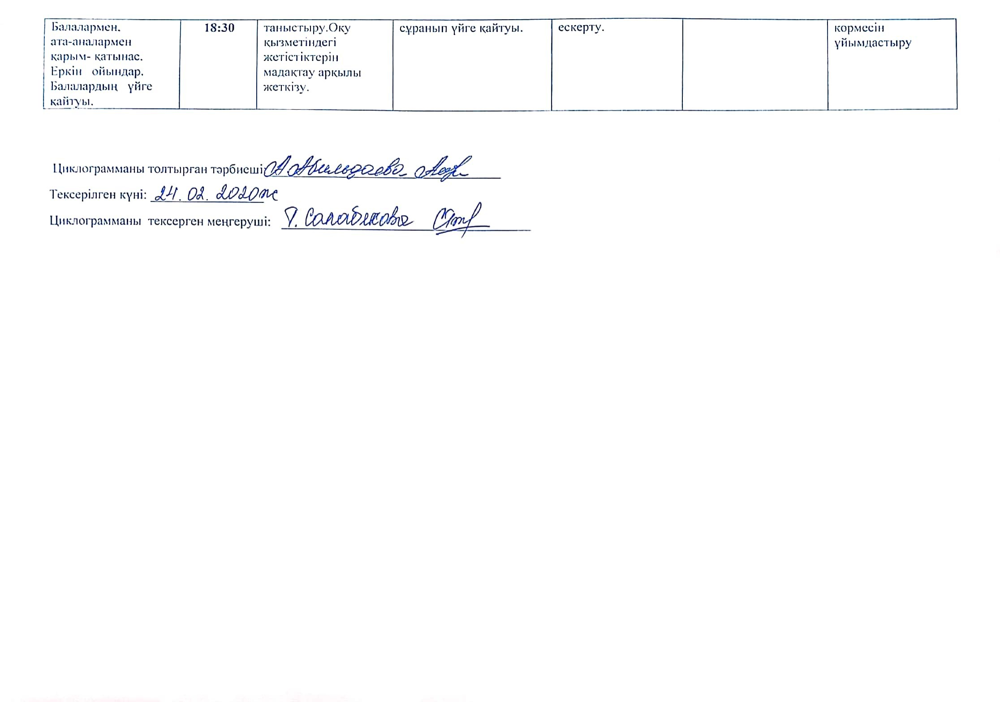 Балалармен.
ата-аналармен
қарым- қатынас.
Еркін ойындар.
Балалардың үйге
қайтуы.
18:30
таныстыру.Оқу
қызметіндегі
жетістіктерін
мадақтау арқылы
жеткізу.
сұранып үйге қайтуы.
ескерту.
көрмесін
ұйымдастыру
Циклограмманы толтырған тәрбиеші А Абильдаева
Тексерілген күні: 24. 02. 2020ж
Циклограмманы тексерген меңгеруші: Г. Салабекова